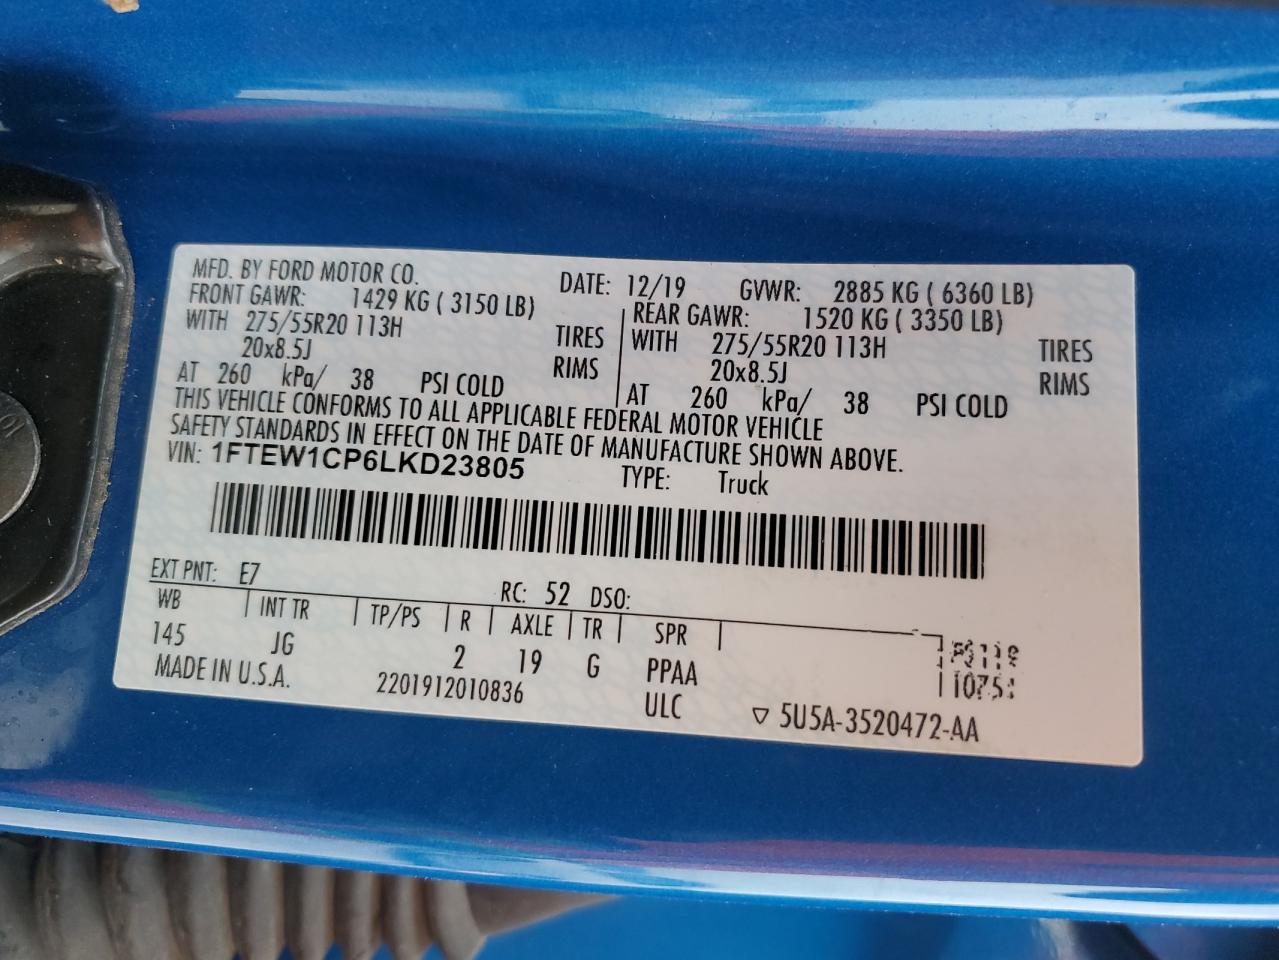 MFD. BY FORD MOTOR CO. DATE: 12/19 GVWR: 2885 KG ( 6360 LB)
FRONT GAWR: 1429 KG ( 3150 LB) REAR GAWR: 1520 KG ( 3350 LB)
WITH 275/55R20 113H TIRES WITH 275/55R20 113H TIRES
20x8.5J RIMS 20x8.5J RIMS
AT 260 kPa/ 38 PSI COLD AT 260 kPa/ 38 PSI COLD
THIS VEHICLE CONFORMS TO ALL APPLICABLE FEDERAL MOTOR VEHICLE
SAFETY STANDARDS IN EFFECT ON THE DATE OF MANUFACTURE SHOWN ABOVE.
VIN: 1FTEW1CP6LKD23805 TYPE: Truck
EXT PNT: E7 RC: 52 DSO:
WB INT TR TP/PS R AXLE TR SPR
145 JG 2 19 G PPAA
MADE IN U.S.A. 2201912010836 ULC ▽ 5U5A-3520472-AA